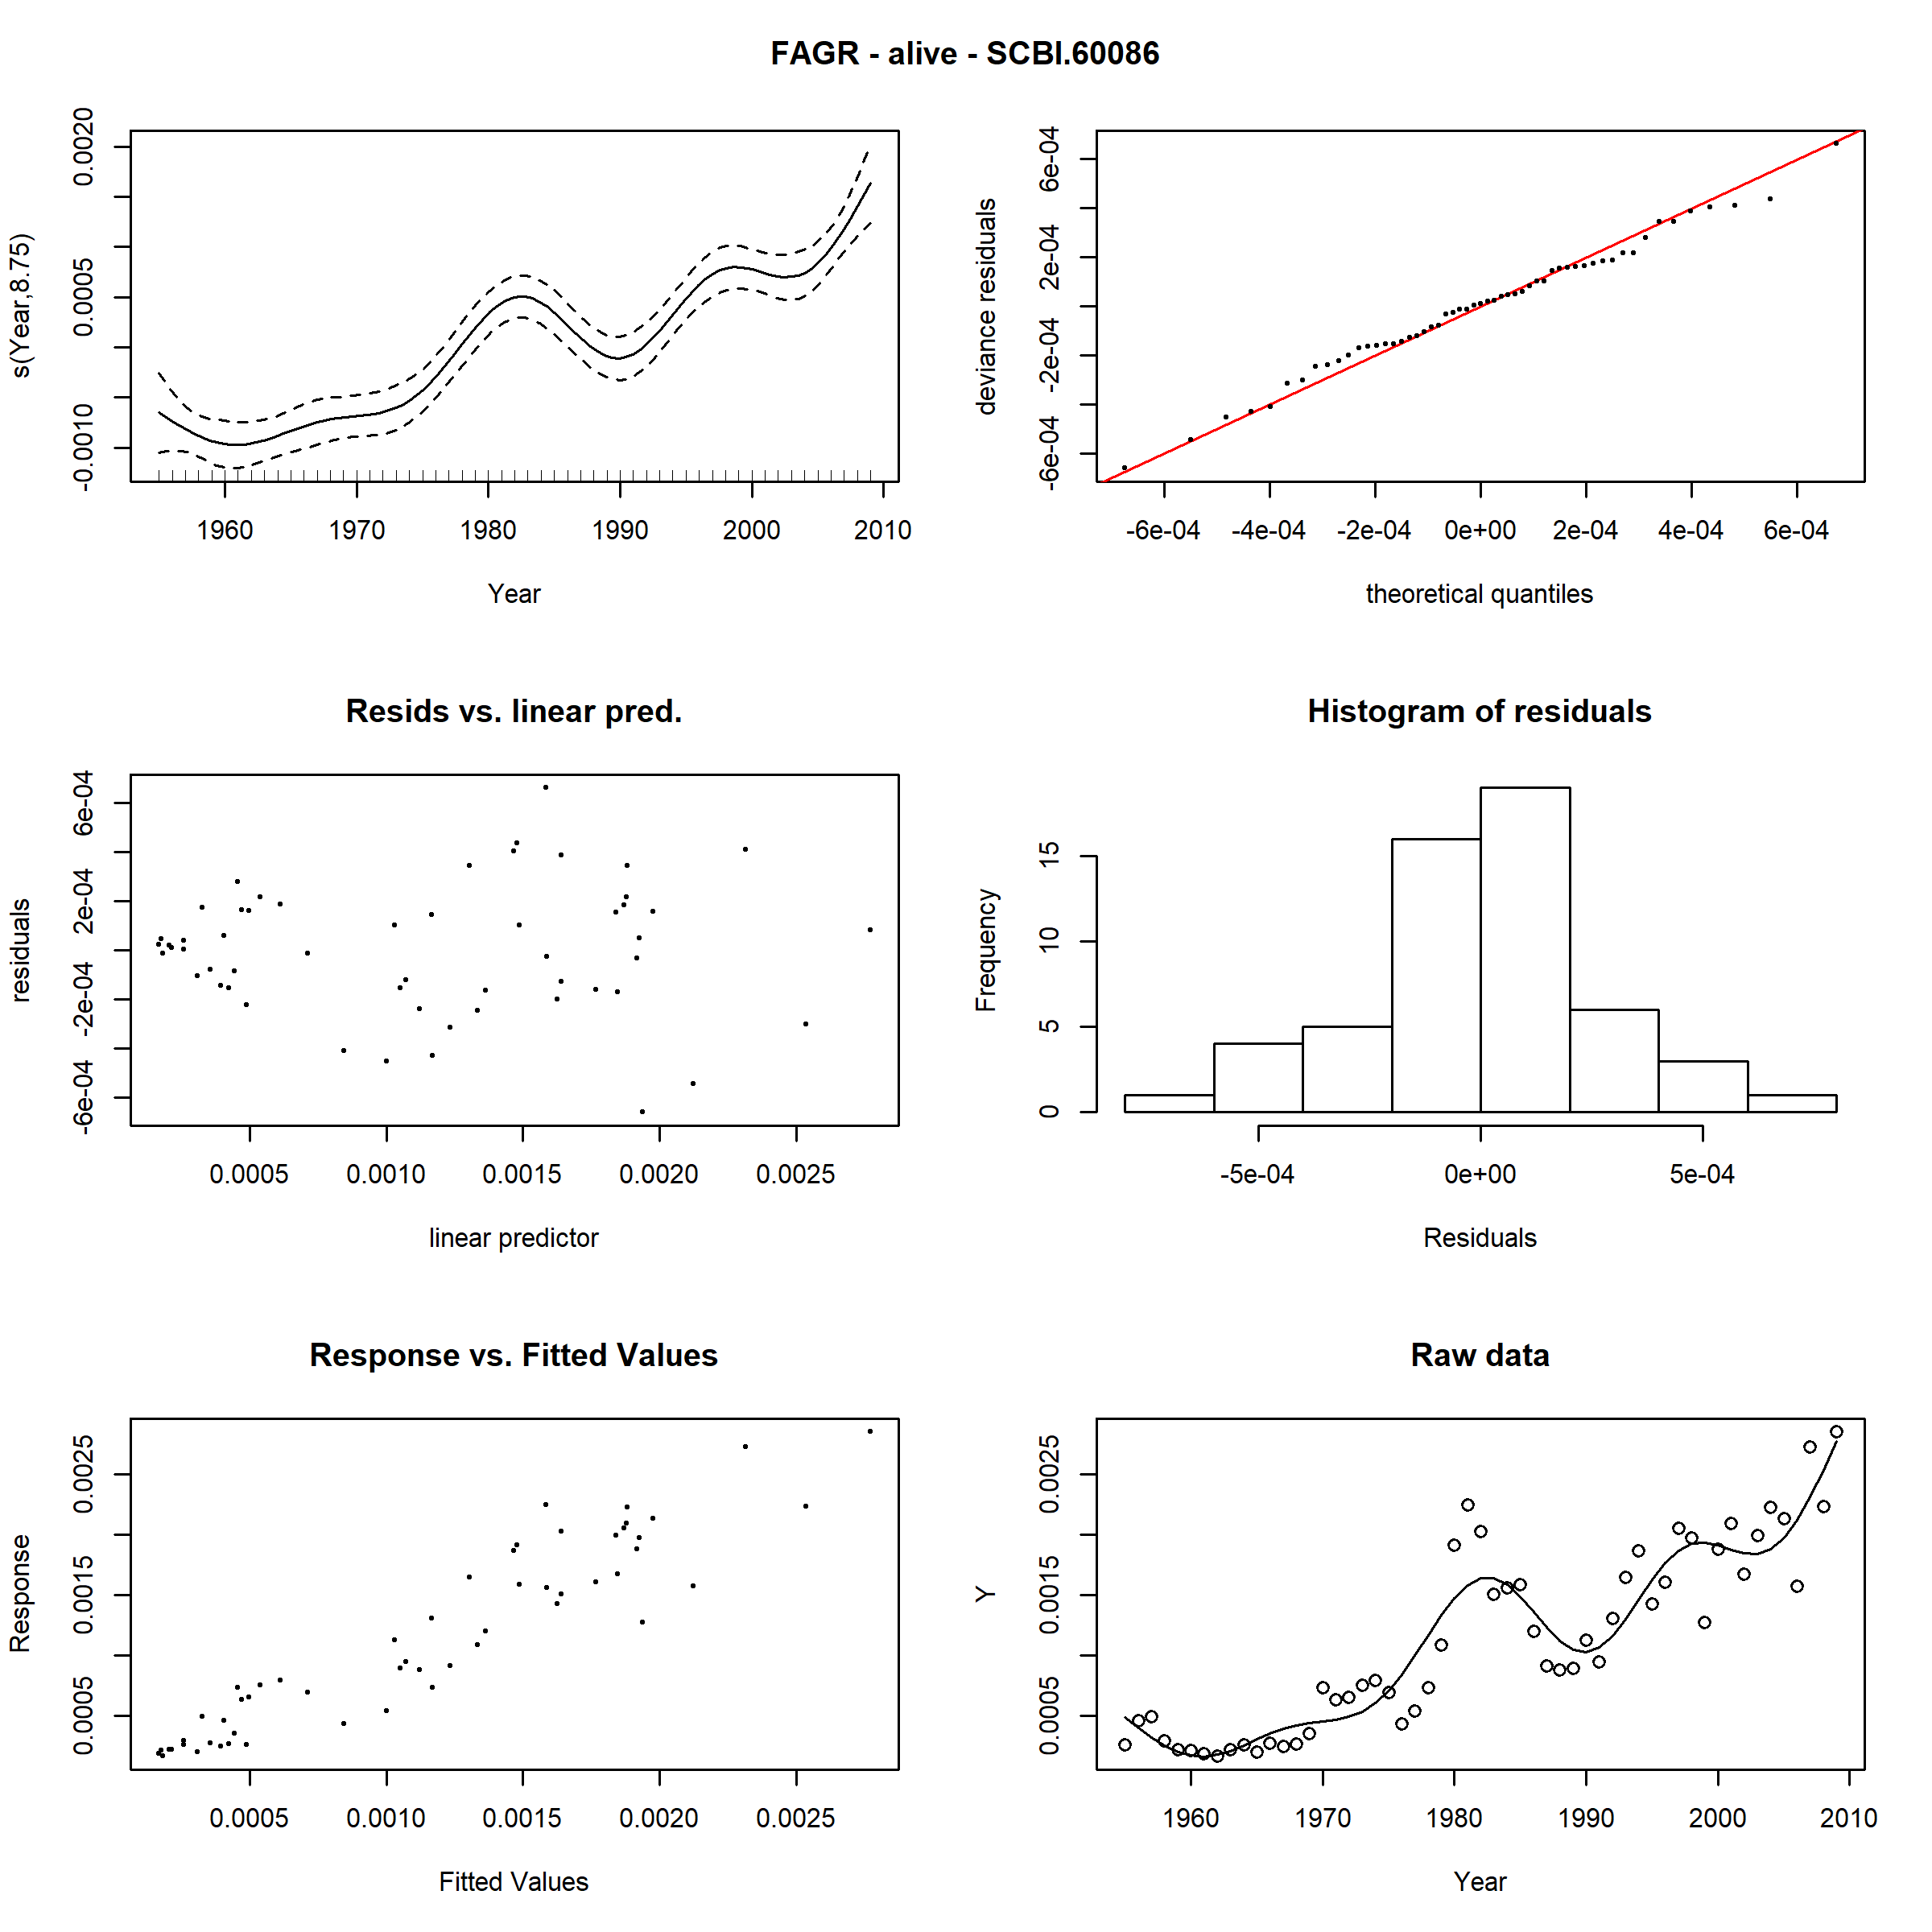 FAGR - alive - SCBI.60086
s(Year,8.75)
-0.0010 0.0005 0.0020
1960 1970 1980 1990 2000 2010
Year
deviance residuals
-6e-04 -2e-04 2e-04 6e-04
-6e-04 -4e-04 -2e-04 0e+00 2e-04 4e-04 6e-04
theoretical quantiles
Resids vs. linear pred.
residuals
-6e-04 -2e-04 2e-04 6e-04
0.0005 0.0010 0.0015 0.0020 0.0025
linear predictor
Histogram of residuals
Frequency
0 5 10 15
-5e-04 0e+00 5e-04
Residuals
Response vs. Fitted Values
Response
0.0005 0.0015 0.0025
0.0005 0.0010 0.0015 0.0020 0.0025
Fitted Values
Raw data
Y
0.0005 0.0015 0.0025
1960 1970 1980 1990 2000 2010
Year